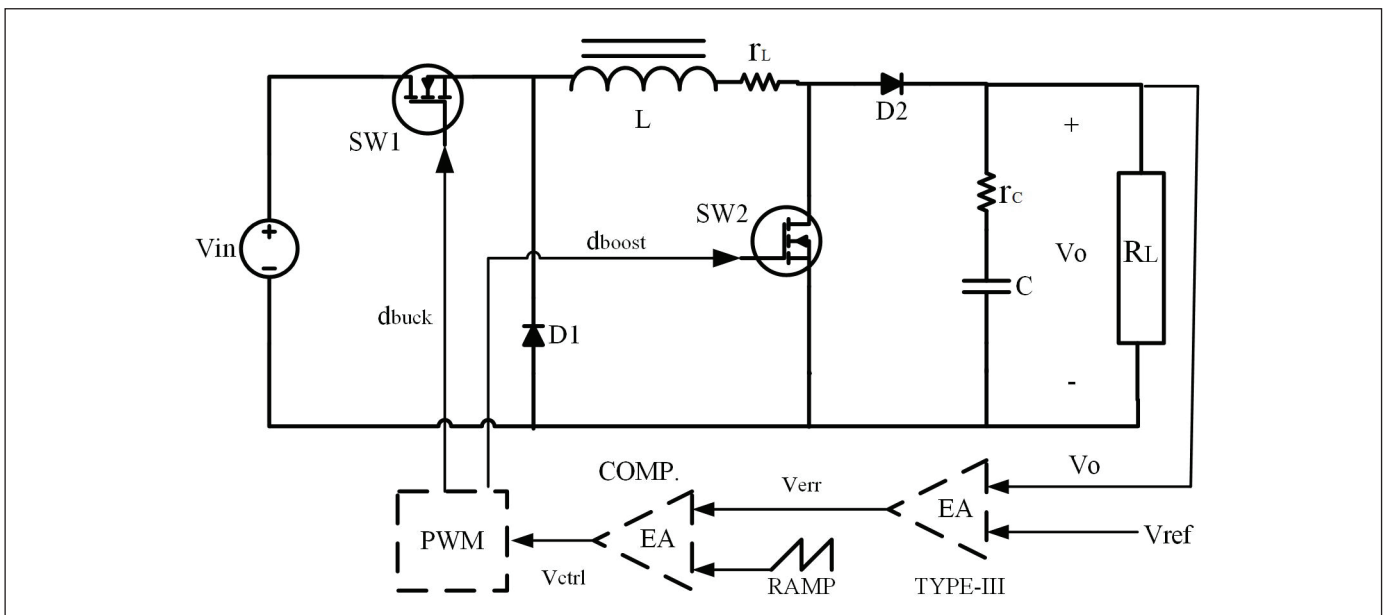 SW1
L
rL
D2
+
SW2
rC
Vin
dboost
Vo
RL
C
dbuck
D1
-
COMP.
Verr
Vo
EA
PWM
EA
Vref
Vctrl
RAMP
TYPE-III